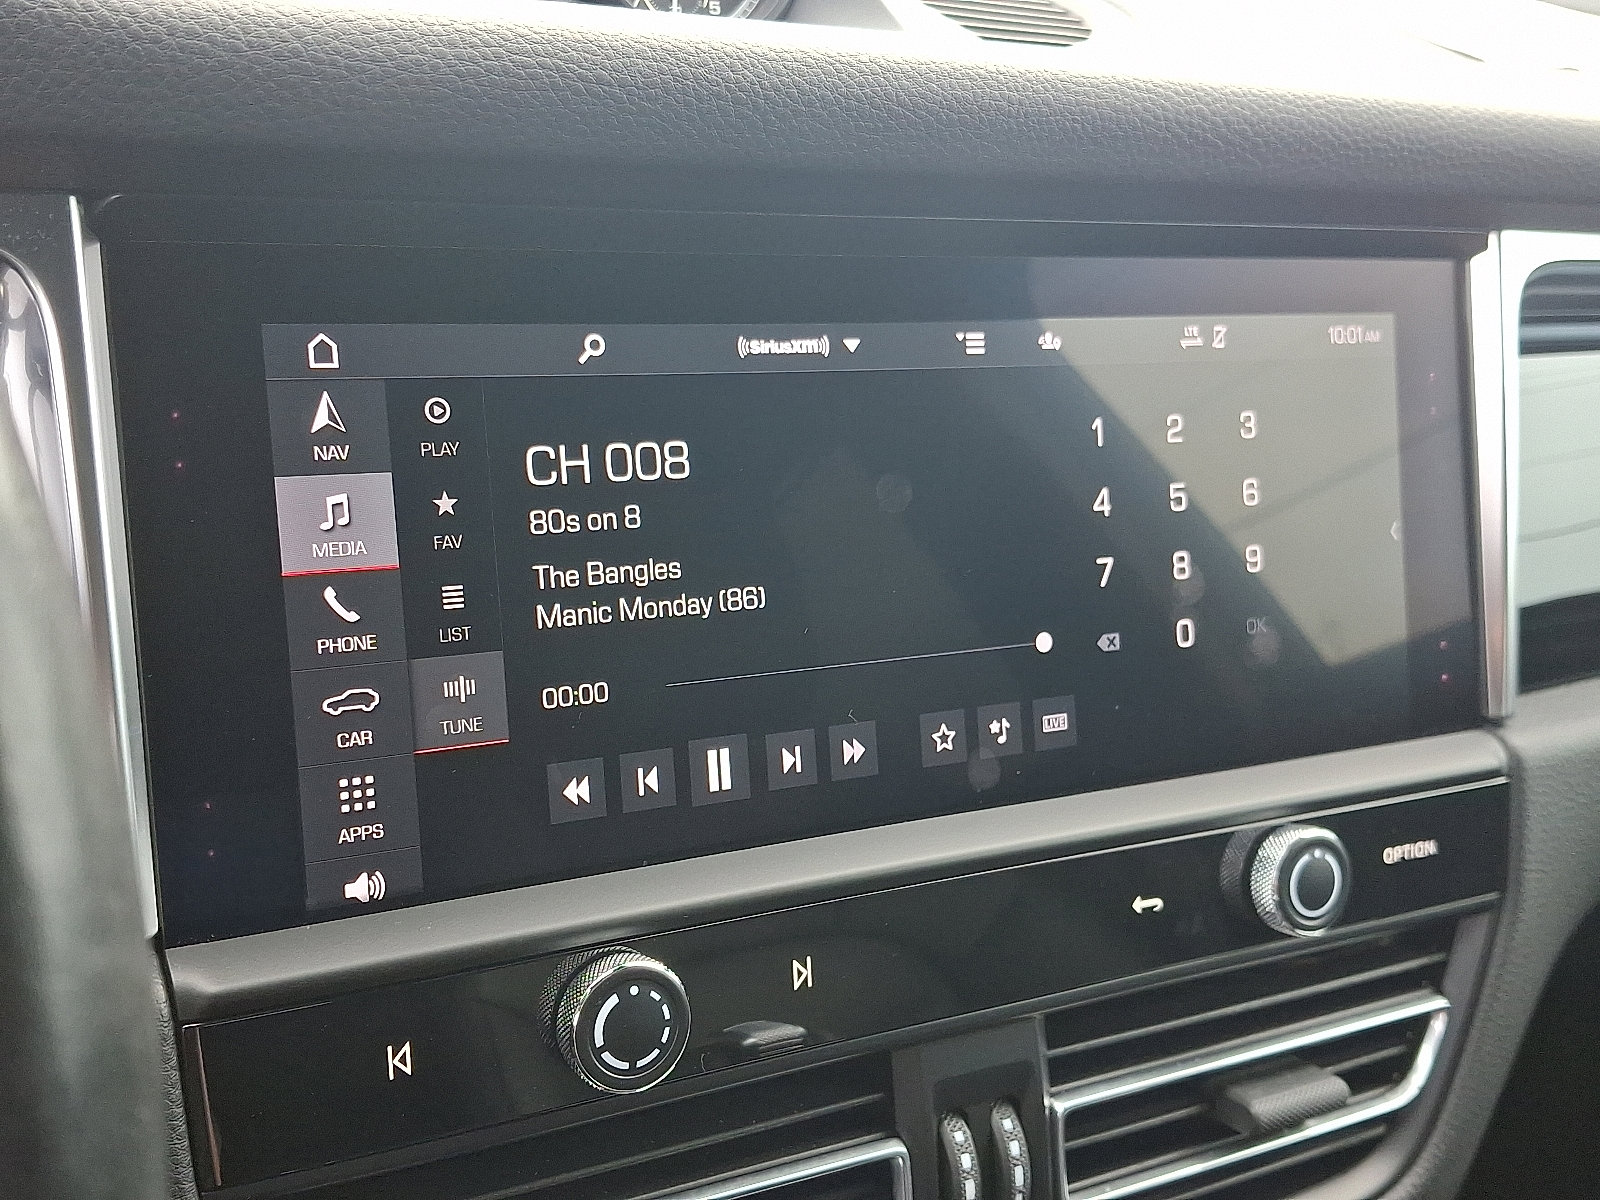 5
SiriusXM
LTE
10:01 AM
NAV
MEDIA
PHONE
CAR
APPS
PLAY
FAV
LIST
TUNE
CH 008
80s on 8
The Bangles
Manic Monday (86)
00:00
LIVE
1 2 3
4 5 6
7 8 9
0 OK
OPTION